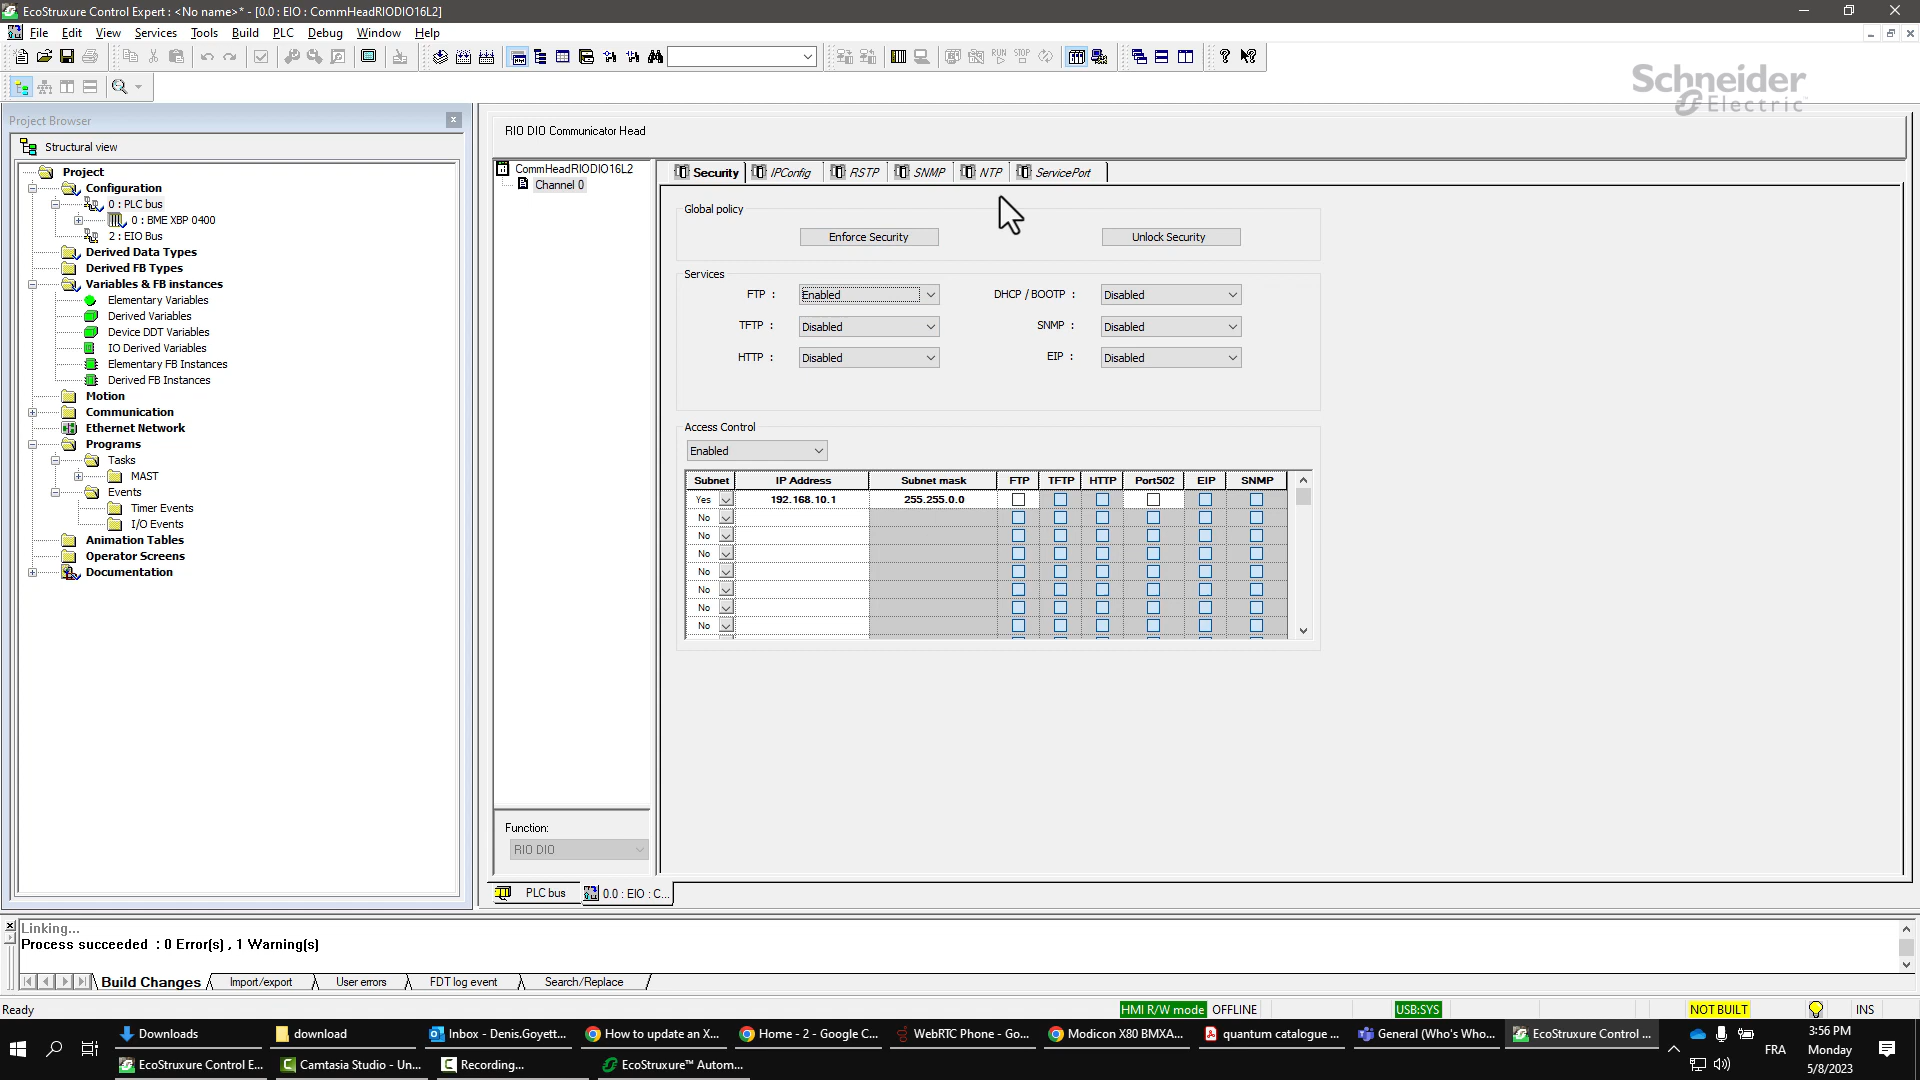 EcoStruxure Control Expert : <No name>* - [0.0 : EIO : CommHeadRIODIO16L2]
File Edit View Services Tools Build PLC Debug Window Help
Schneider Electric
Project Browser
Structural view
Project
Configuration
0 : PLC bus
0 : BME XBP 0400
2 : EIO Bus
Derived Data Types
Derived FB Types
Variables & FB instances
Elementary Variables
Derived Variables
Device DDT Variables
IO Derived Variables
Elementary FB Instances
Derived FB Instances
Motion
Communication
Ethernet Network
Programs
Tasks
MAST
Events
Timer Events
I/O Events
Animation Tables
Operator Screens
Documentation
RIO DIO Communicator Head
CommHeadRIODIO16L2
Channel 0
Function:
RIO DIO
Security IPConfig RSTP SNMP NTP ServicePort
Global policy
Enforce Security Unlock Security
Services
FTP : Enabled DHCP / BOOTP : Disabled
TFTP : Disabled SNMP : Disabled
HTTP : Disabled EIP : Disabled
Access Control
Enabled
Subnet IP Address Subnet mask FTP TFTP HTTP Port502 EIP SNMP
Yes 192.168.10.1 255.255.0.0
No
No
No
No
No
No
No
PLC bus 0.0 : EIO : C...
Linking...
Process succeeded : 0 Error(s) , 1 Warning(s)
Build Changes Import/export User errors FDT log event Search/Replace
Ready HMI R/W mode OFFLINE USB:SYS NOT BUILT INS
Downloads download Inbox - Denis.Goyett... How to update an X... Home - 2 - Google C... WebRTC Phone - Go... Modicon X80 BMXA... quantum catalogue ... General (Who's Who... EcoStruxure Control ...
EcoStruxure Control E... Camtasia Studio - Un... Recording... EcoStruxure™ Autom...
FRA
3:56 PM
Monday
5/8/2023